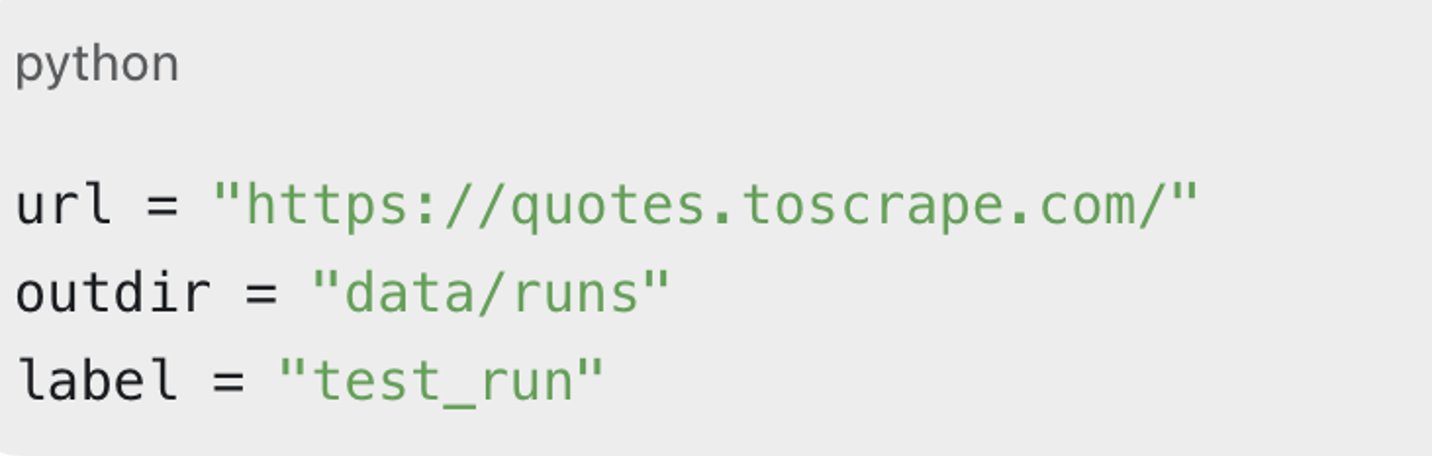 python
url = "https://quotes.toscrape.com/"
outdir = "data/runs"
label = "test_run"